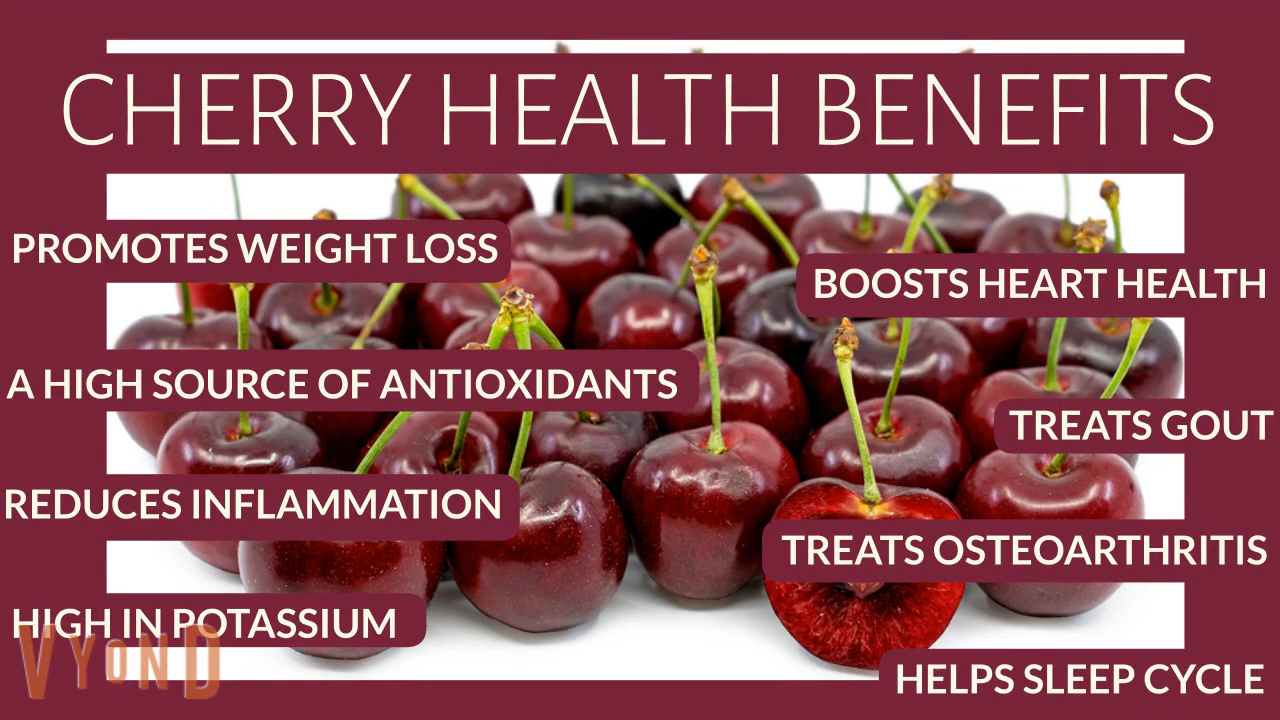 CHERRY HEALTH BENEFITS
PROMOTES WEIGHT LOSS
BOOSTS HEART HEALTH
A HIGH SOURCE OF ANTIOXIDANTS
TREATS GOUT
REDUCES INFLAMMATION
TREATS OSTEOARTHRITIS
HIGH IN POTASSIUM
VYOND
HELPS SLEEP CYCLE